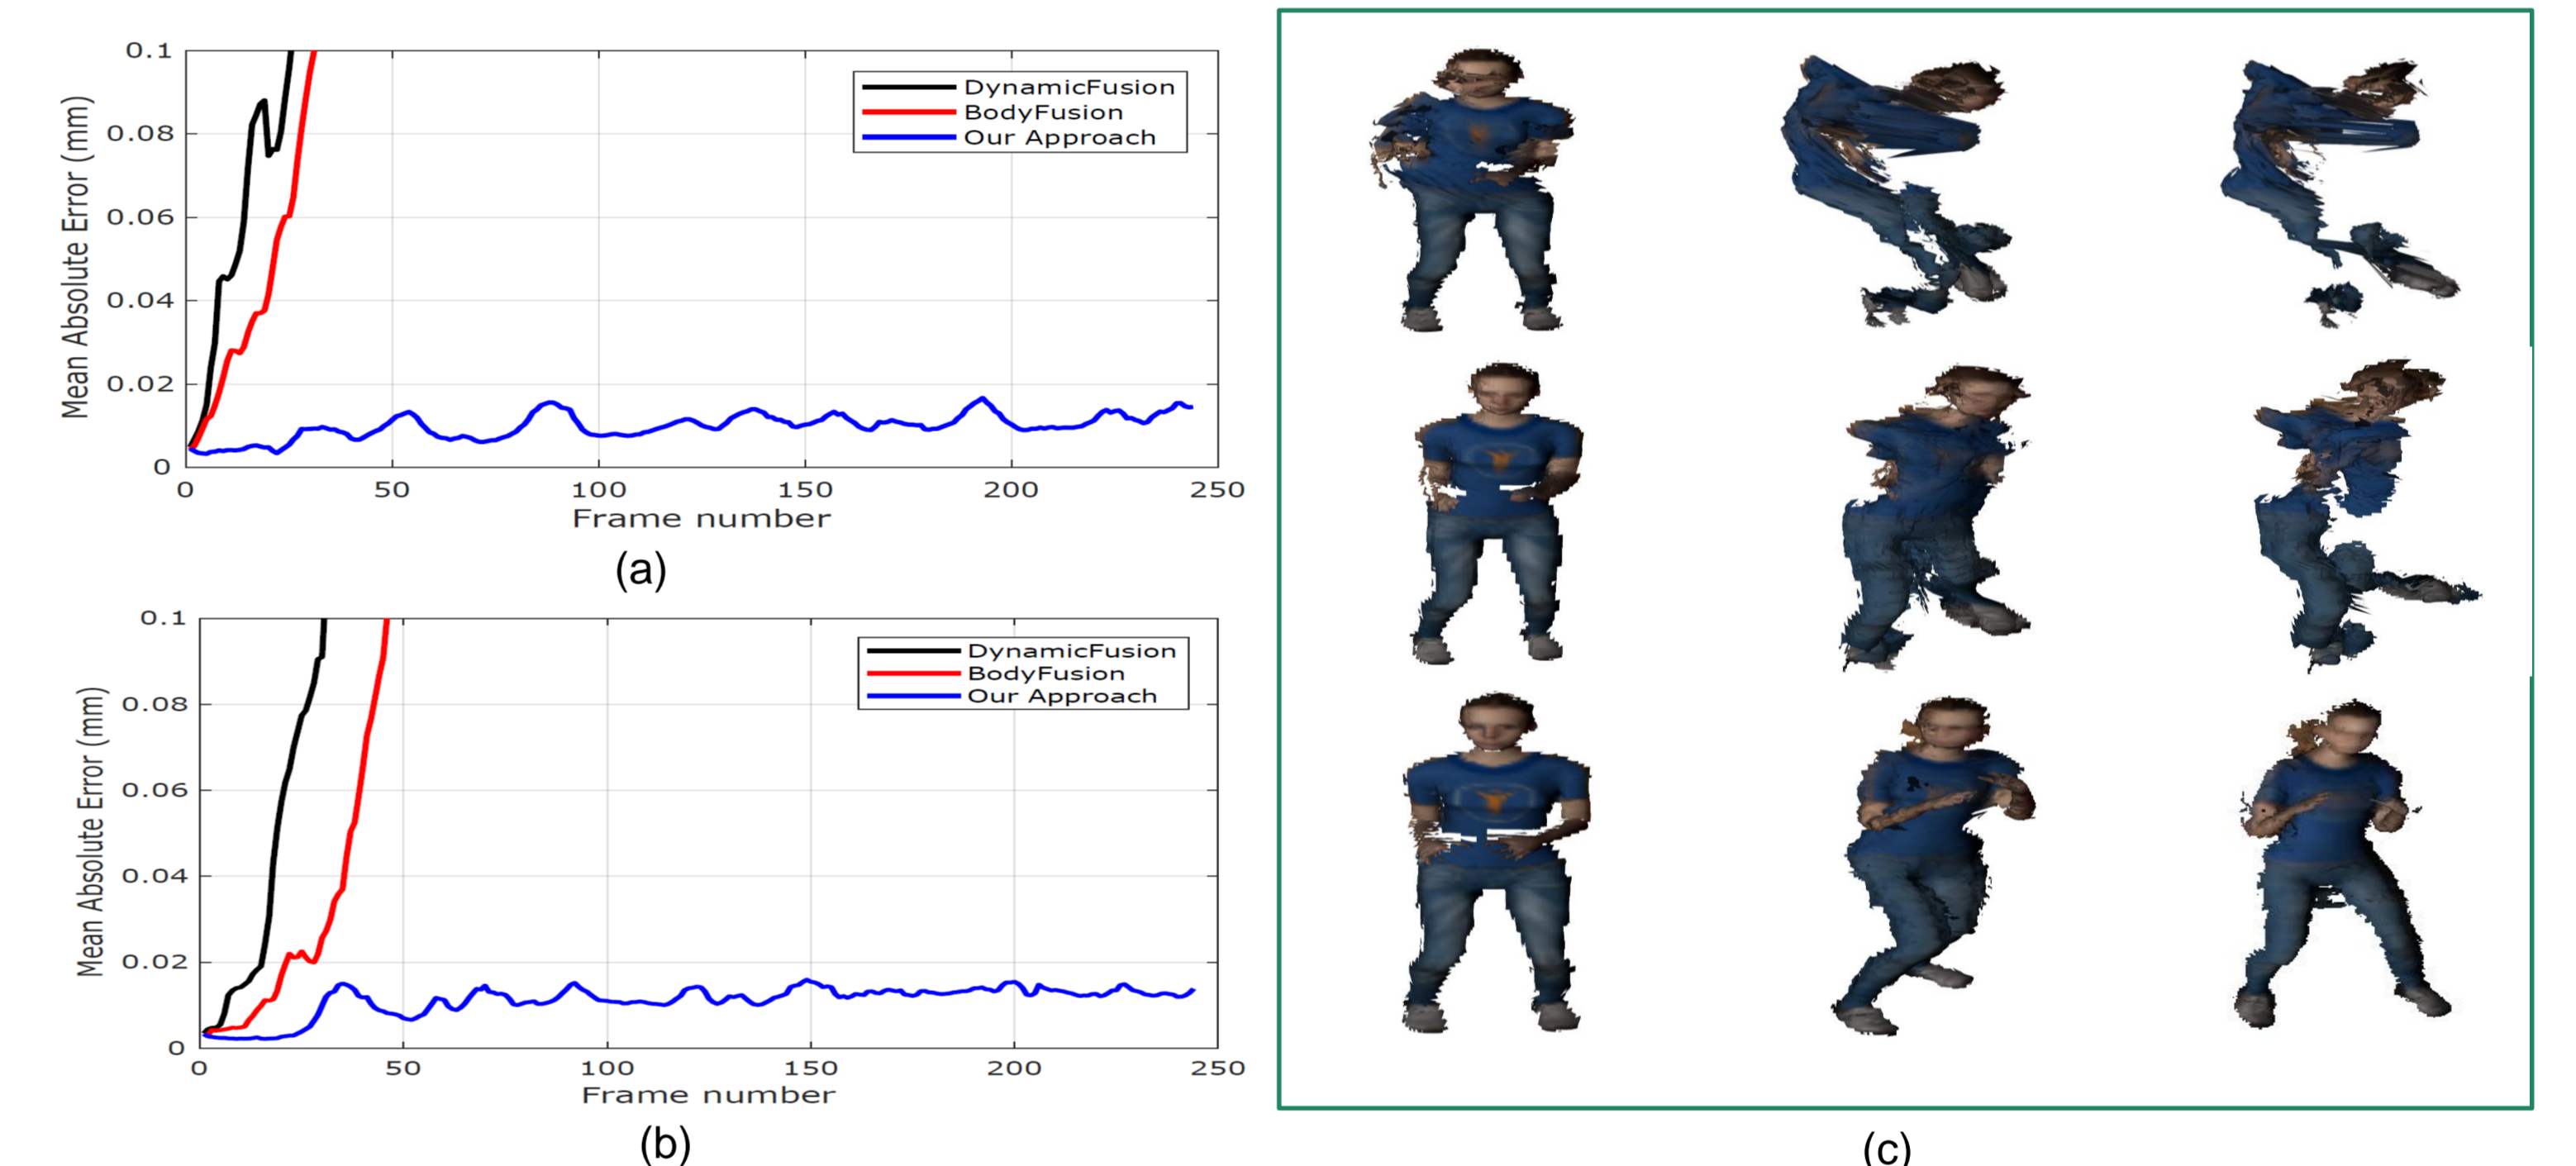 0.1
0.08
0.06
0.04
0.02
0
Mean Absolute Error (mm)
DynamicFusion
BodyFusion
Our Approach
0 50 100 150 200 250
Frame number
(a)
0.1
0.08
0.06
0.04
0.02
0
Mean Absolute Error (mm)
DynamicFusion
BodyFusion
Our Approach
0 50 100 150 200 250
Frame number
(b)
(c)